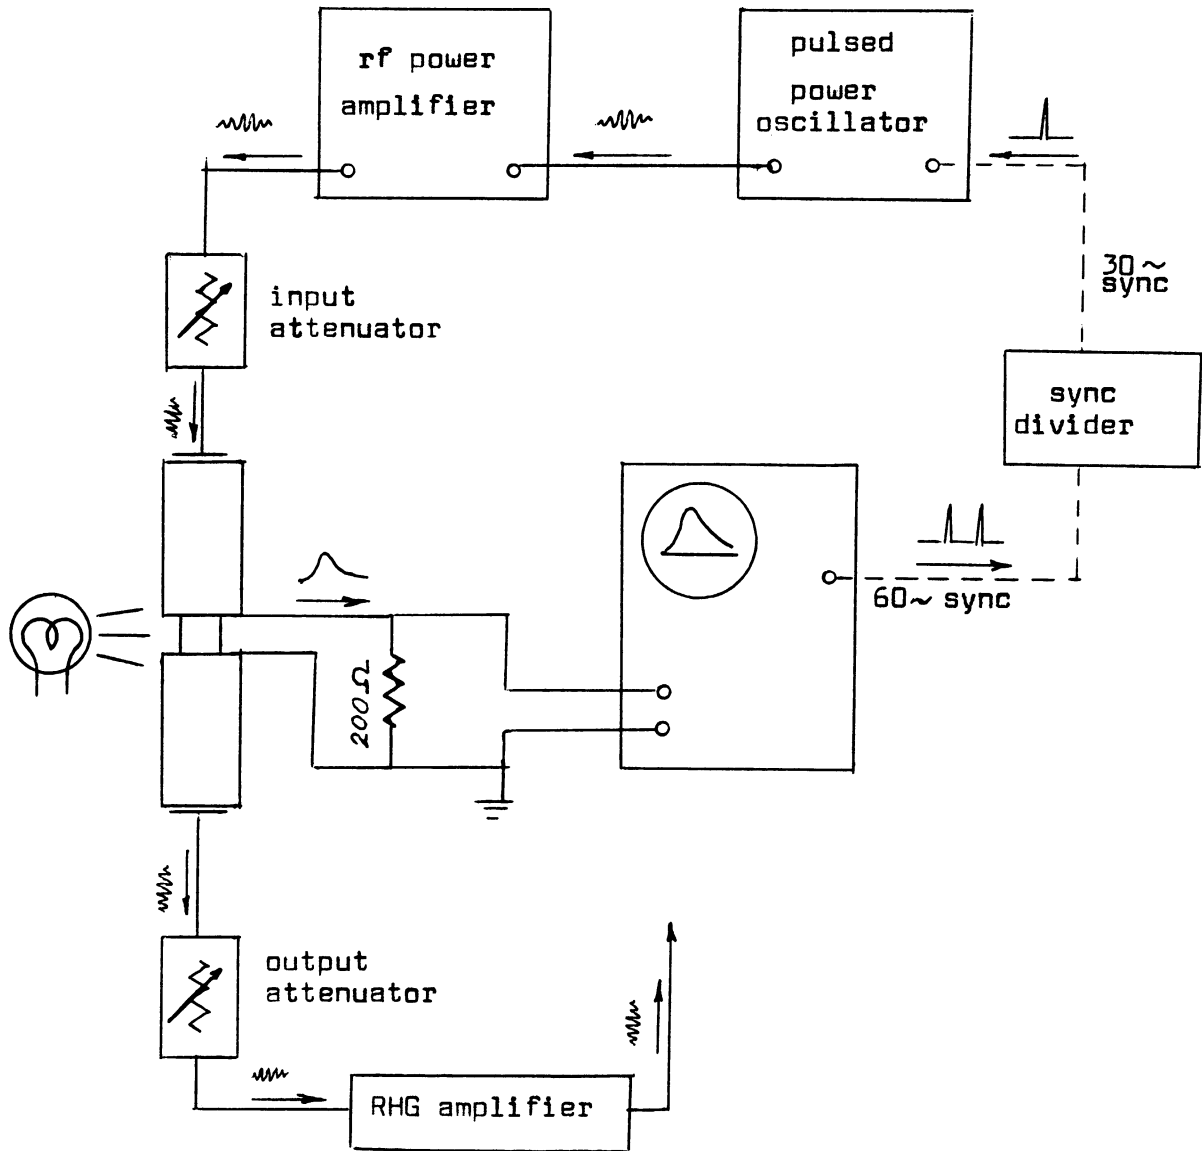 rf power
amplifier
pulsed
power
oscillator
30~
sync
input
attenuator
sync
divider
60~ sync
200Ω
output
attenuator
RHG amplifier